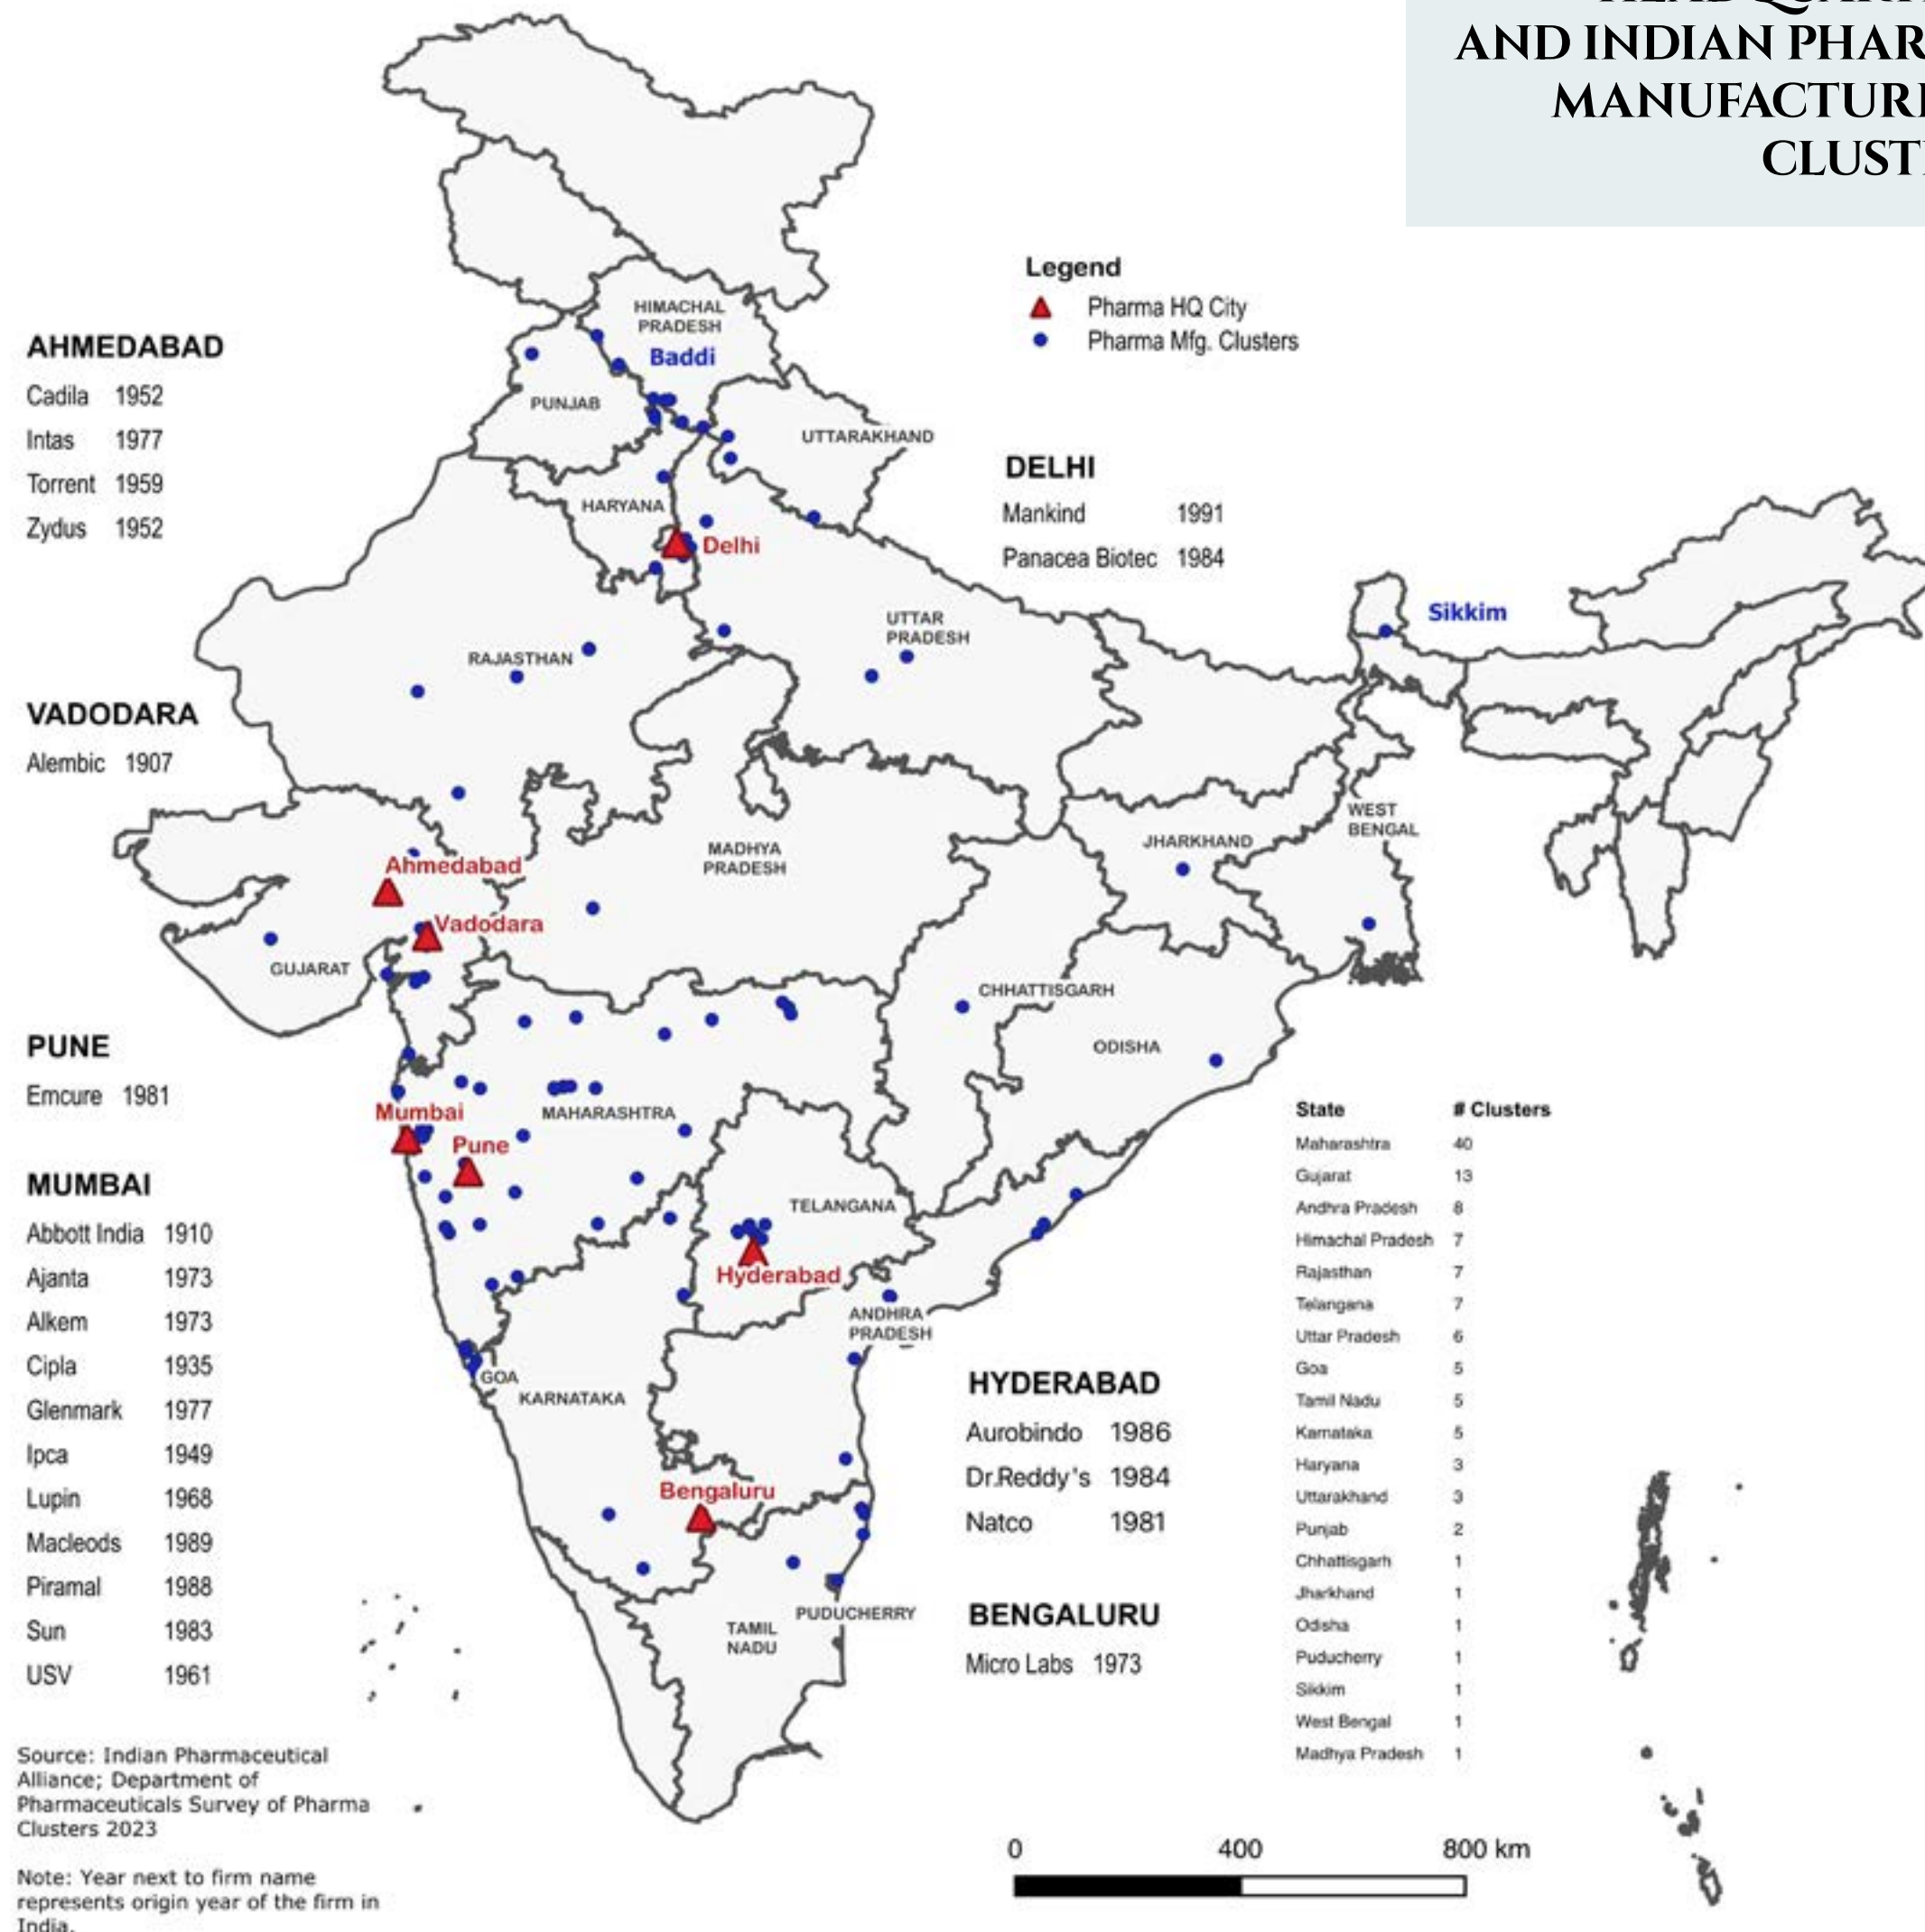 AND INDIAN PHAR
MANUFACTUR
CLUST
Legend
Pharma HQ City
Pharma Mfg. Clusters
HIMACHAL
PRADESH
Baddi
PUNJAB
UTTARAKHAND
HARYANA
Delhi
UTTAR
PRADESH
RAJASTHAN
Sikkim
AHMEDABAD
Cadila 1952
Intas 1977
Torrent 1959
Zydus 1952
DELHI
Mankind 1991
Panacea Biotec 1984
VADODARA
Alembic 1907
WEST
BENGAL
JHARKHAND
MADHYA
PRADESH
Ahmedabad
Vadodara
GUJARAT
CHHATTISGARH
ODISHA
PUNE
Emcure 1981
Mumbai
MAHARASHTRA
Pune
TELANGANA
Hyderabad
ANDHRA
PRADESH
GOA
KARNATAKA
Bengaluru
PUDUCHERRY
TAMIL
NADU
MUMBAI
Abbott India 1910
Ajanta 1973
Alkem 1973
Cipla 1935
Glenmark 1977
Ipca 1949
Lupin 1968
Macleods 1989
Piramal 1988
Sun 1983
USV 1961
HYDERABAD
Aurobindo 1986
Dr.Reddy's 1984
Natco 1981
BENGALURU
Micro Labs 1973
State # Clusters
Maharashtra 40
Gujarat 13
Andhra Pradesh 8
Himachal Pradesh 7
Rajasthan 7
Telangana 7
Uttar Pradesh 6
Goa 5
Tamil Nadu 5
Karnataka 5
Haryana 3
Uttarakhand 3
Punjab 2
Chhattisgarh 1
Jharkhand 1
Odisha 1
Puducherry 1
Sikkim 1
West Bengal 1
Madhya Pradesh 1
Source: Indian Pharmaceutical
Alliance; Department of
Pharmaceuticals Survey of Pharma
Clusters 2023
Note: Year next to firm name
represents origin year of the firm in
India.
0 400 800 km